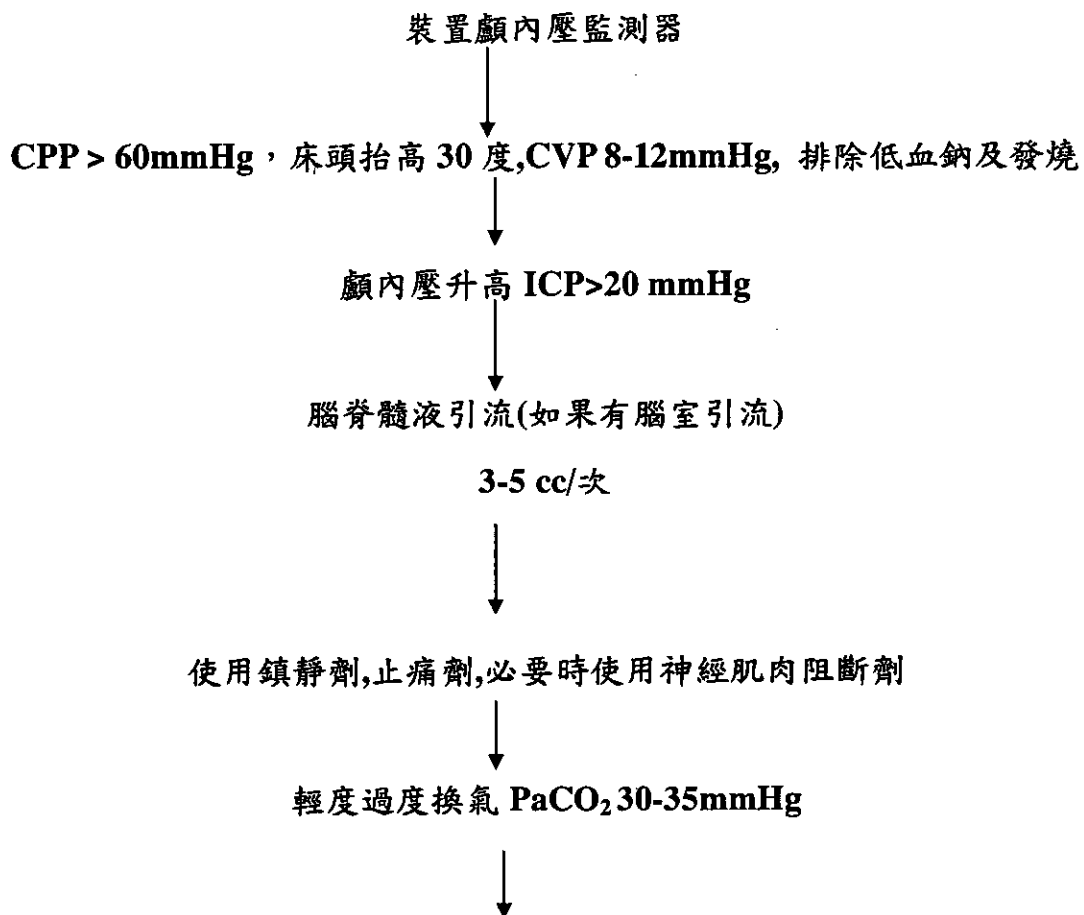 裝置顱內壓監測器
CPP > 60mmHg，床頭抬高 30 度,CVP 8-12mmHg, 排除低血鈉及發燒
顱內壓升高 ICP>20 mmHg
腦脊髓液引流(如果有腦室引流)
3-5 cc/次
使用鎮靜劑,止痛劑,必要時使用神經肌肉阻斷劑
輕度過度換氣 PaCO₂ 30-35mmHg